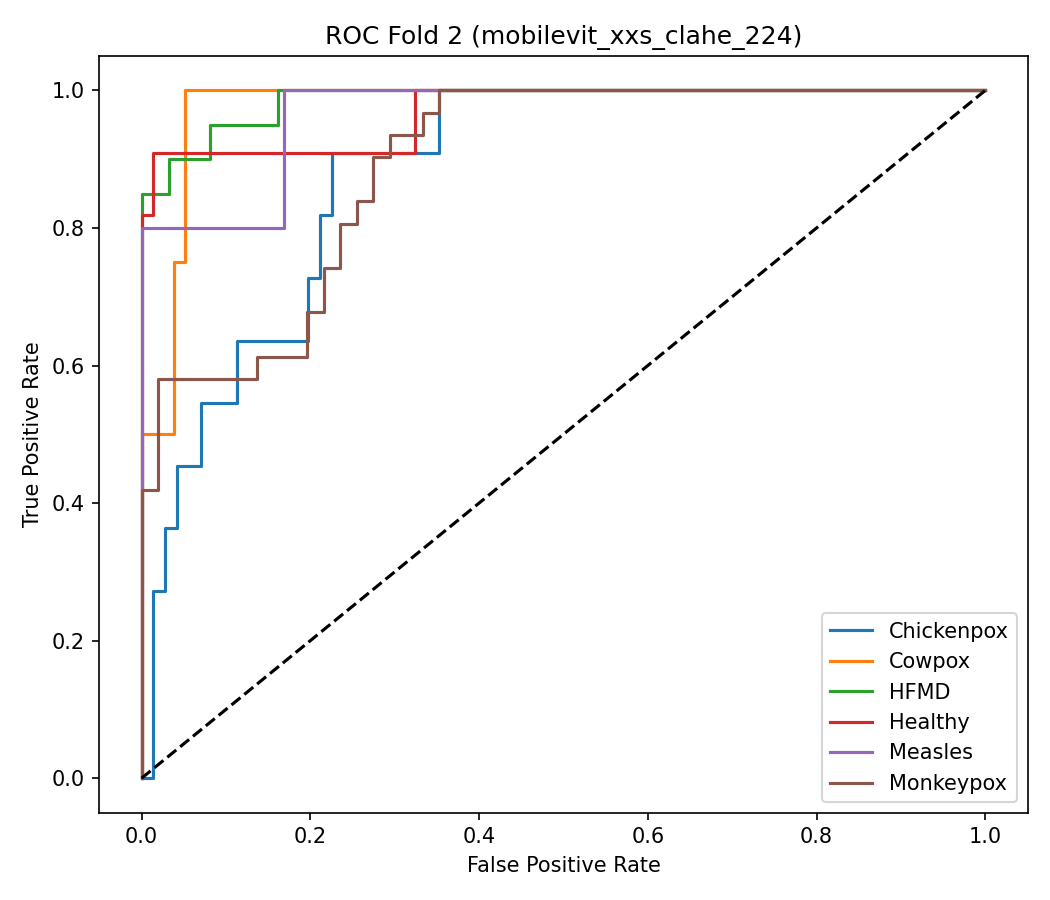 ROC Fold 2 (mobilevit_xxs_clahe_224)
True Positive Rate
1.0
0.8
0.6
0.4
0.2
0.0
0.0 0.2 0.4 0.6 0.8 1.0
False Positive Rate
Chickenpox
Cowpox
HFMD
Healthy
Measles
Monkeypox